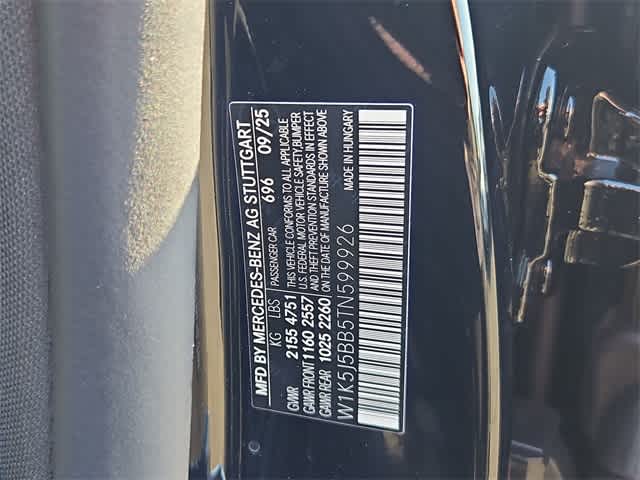 MFD BY MERCEDES-BENZ AG STUTTGART
PASSENGER CAR 696 09/25
KG LBS
GVWR 2155 4751
GAWR FRONT 1160 2557
GAWR REAR 1025 2260
THIS VEHICLE CONFORMS TO ALL APPLICABLE
U.S. FEDERAL MOTOR VEHICLE SAFETY, BUMPER
AND THEFT PREVENTION STANDARDS IN EFFECT
ON DATE OF MANUFACTURE SHOWN ABOVE
W1K5J5BB5TN599926
MADE IN HUNGARY